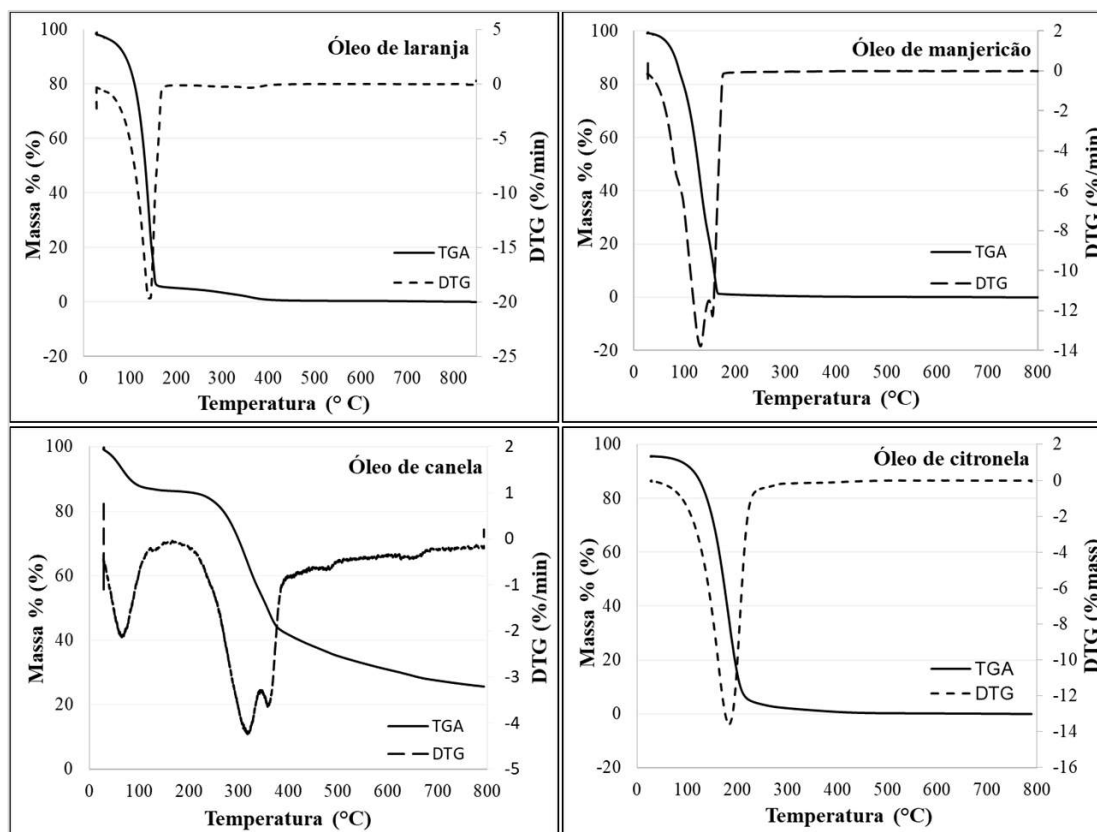 Óleo de laranja
100
80
60
40
20
0
-20
Massa % (%)
5
0
-5
-10
-15
-20
-25
DTG (%/min)
TGA
DTG
0 100 200 300 400 500 600 700 800
Temperatura (° C)
Óleo de manjericão
100
80
60
40
20
0
-20
Massa % (%)
2
0
-2
-4
-6
-8
-10
-12
-14
DTG (%/min)
TGA
DTG
0 100 200 300 400 500 600 700 800
Temperatura (°C)
Óleo de canela
100
80
60
40
20
0
Massa % (%)
2
1
0
-1
-2
-3
-4
-5
DTG (%/min)
TGA
DTG
0 100 200 300 400 500 600 700 800
Temperatura (°C)
Óleo de citronela
100
80
60
40
20
0
-20
Massa % (%)
2
0
-2
-4
-6
-8
-10
-12
-14
-16
DTG (%mass)
TGA
DTG
0 100 200 300 400 500 600 700 800
Temperatura (°C)